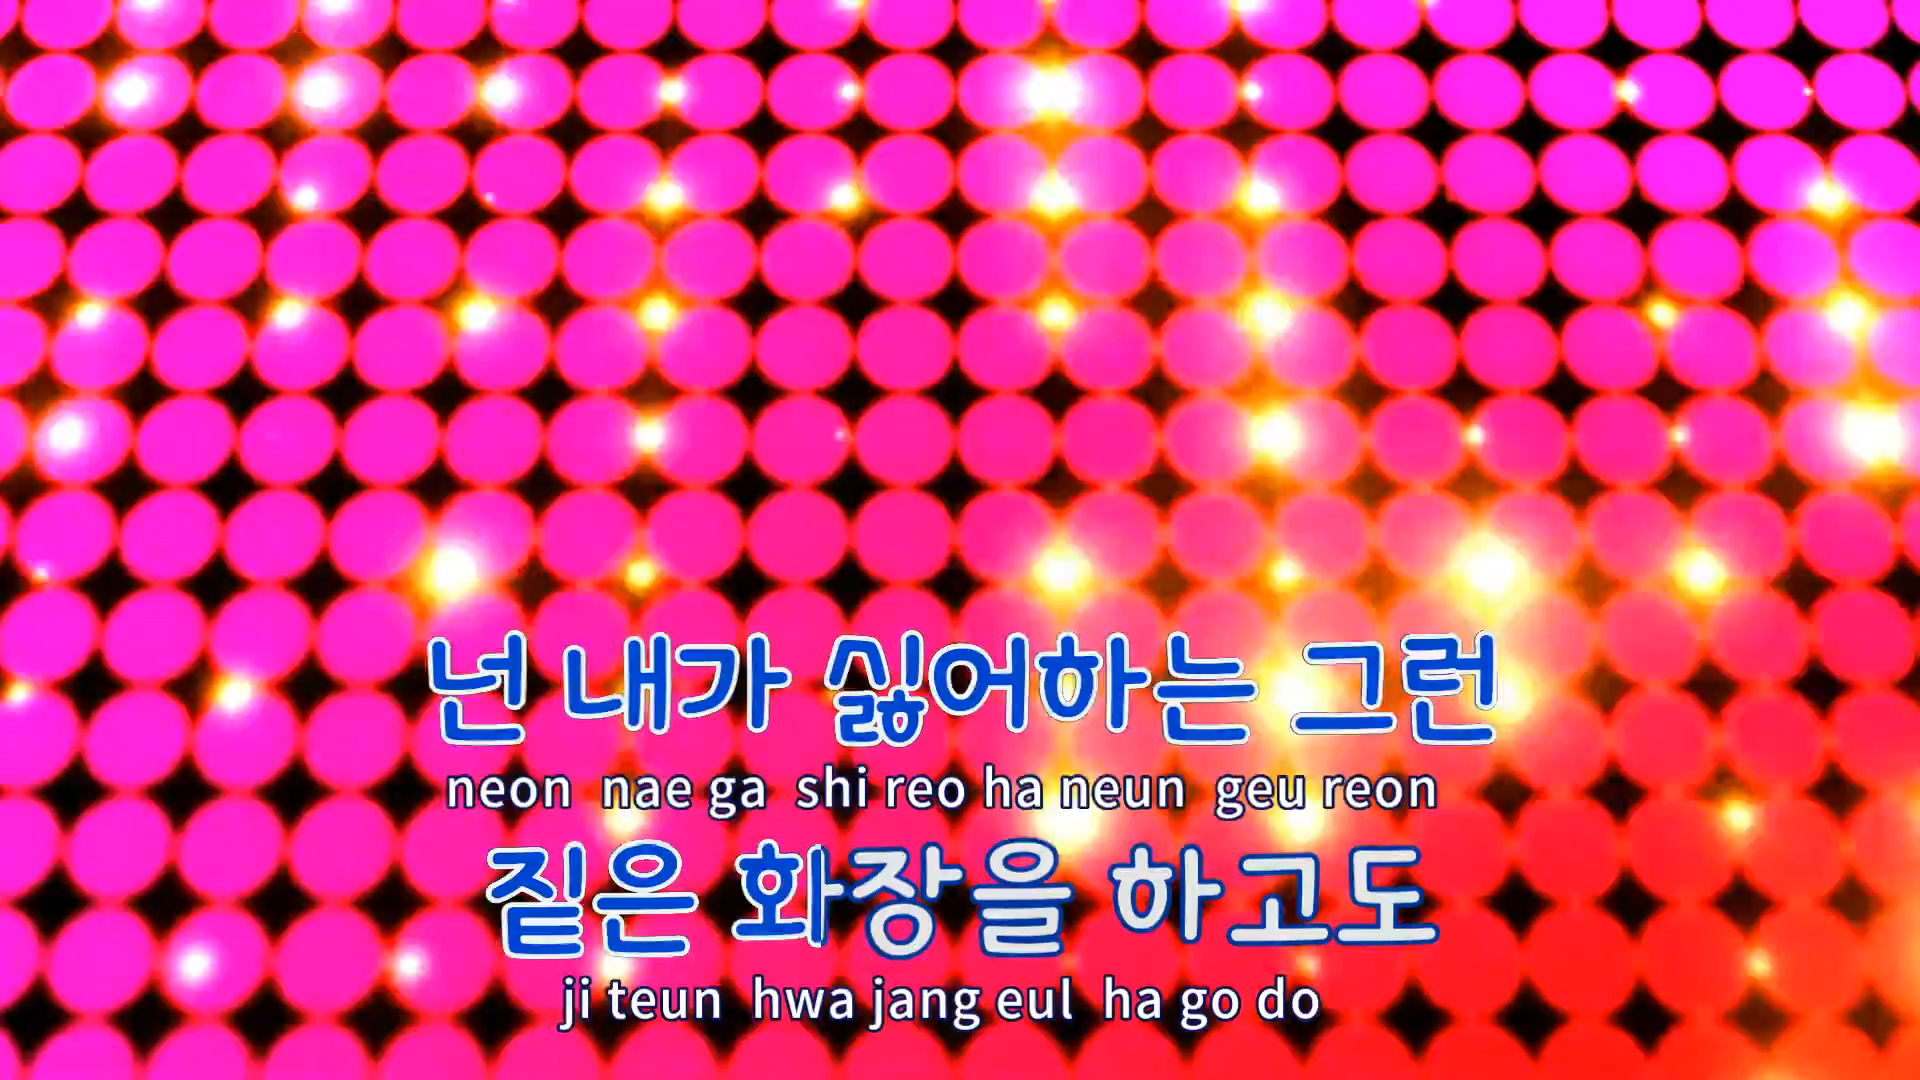 넌 내가 싫어하는 그런
neon nae ga shi reo ha neun geu reon
짙은 화장을 하고도
ji teun hwa jang eul ha go do